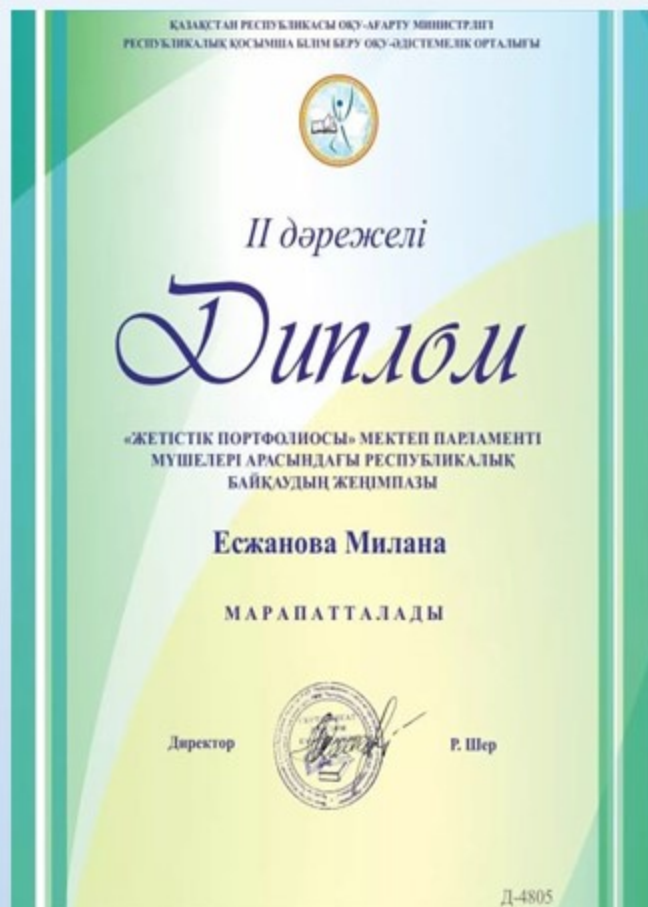 ҚАЗАҚСТАН РЕСПУБЛИКАСЫ ОҚУ-АҒАРТУ МИНИСТРЛІГІ
РЕСПУБЛИКАЛЫҚ ҚОСЫМША БІЛІМ БЕРУ ОҚУ-ӘДІСТЕМЕЛІК ОРТАЛЫҒЫ
II дәрежелі
Диплом
«ЖЕТІСТІК ПОРТФОЛИОСЫ» МЕКТЕП ПАРЛАМЕНТІ
МҮШЕЛЕРІ АРАСЫНДАҒЫ РЕСПУБЛИКАЛЫҚ
БАЙҚАУДЫҢ ЖЕҢІМПАЗЫ
Есжанова Милана
МАРАПАТТАЛАДЫ
Директор
Р. Шер
Д-4805